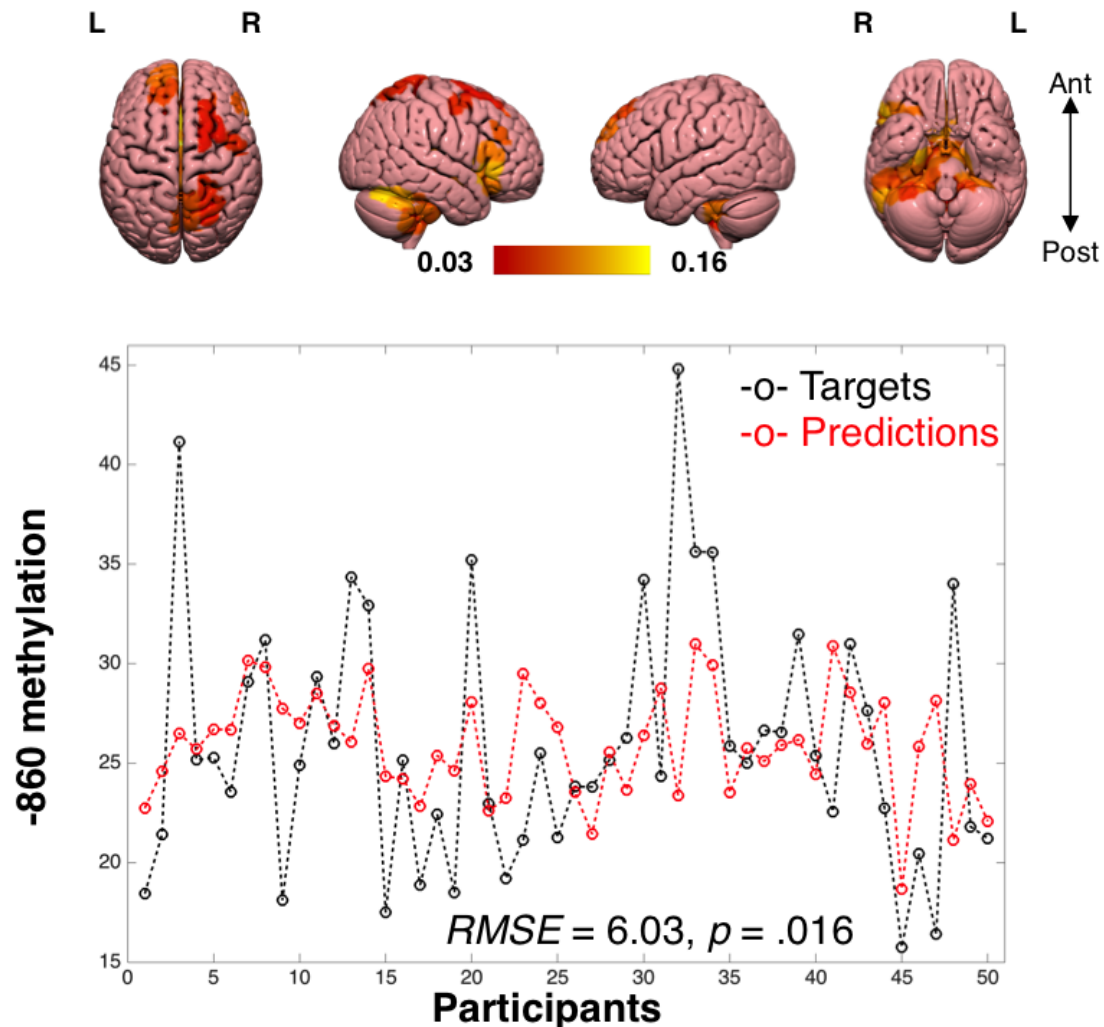 L R R L
Ant
Post
0.03 0.16
45
40
35
30
25
20
15
-o- Targets
-o- Predictions
-860 methylation
RMSE = 6.03, p = .016
0 5 10 15 20 25 30 35 40 45 50
Participants